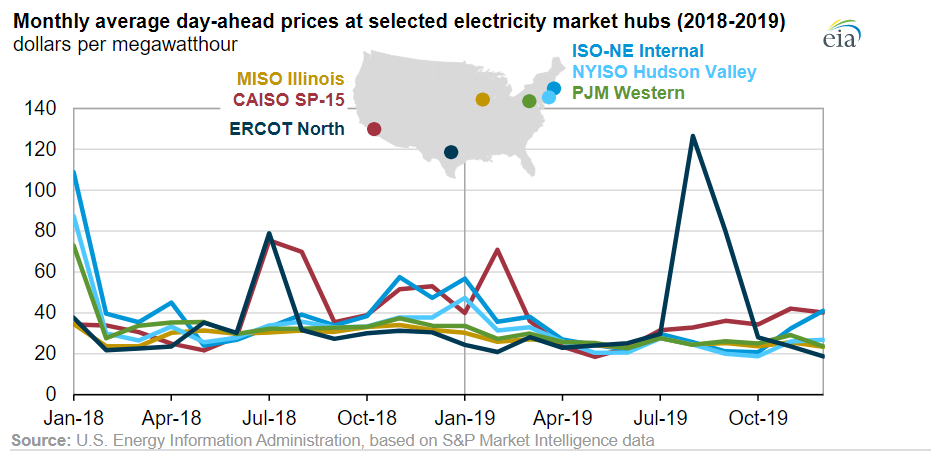 Monthly average day-ahead prices at selected electricity market hubs (2018-2019)
dollars per megawatthour
eia
ISO-NE Internal
MISO Illinois
NYISO Hudson Valley
CAISO SP-15
PJM Western
ERCOT North
140
120
100
80
60
40
20
0
Jan-18 Apr-18 Jul-18 Oct-18 Jan-19 Apr-19 Jul-19 Oct-19
Source: U.S. Energy Information Administration, based on S&P Market Intelligence data